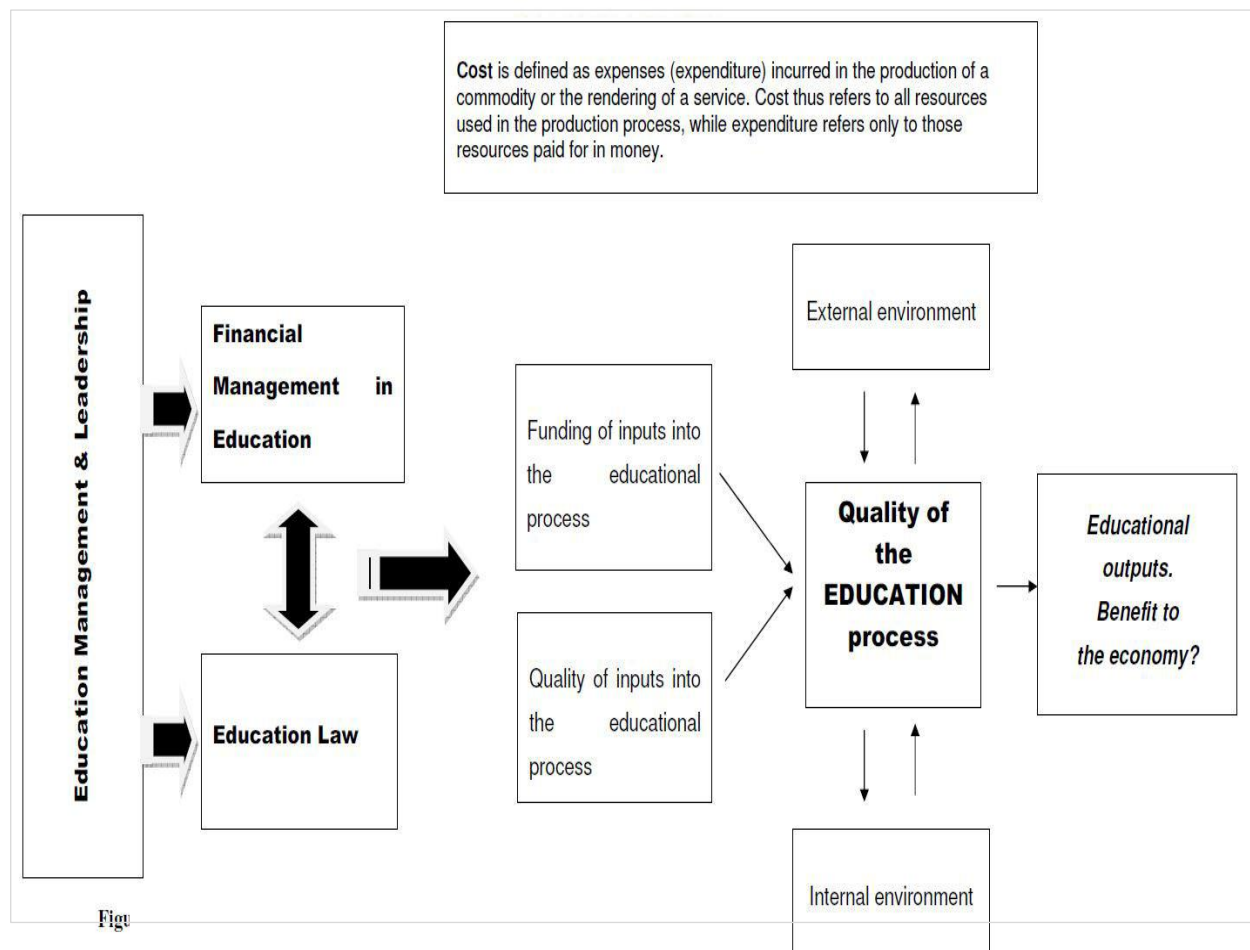 Cost is defined as expenses (expenditure) incurred in the production of a
commodity or the rendering of a service. Cost thus refers to all resources
used in the production process, while expenditure refers only to those
resources paid for in money.
Education Management & Leadership
Financial
Management in
Education
Education Law
Funding of inputs into
the educational
process
Quality of inputs into
the educational
process
External environment
Quality of
the
EDUCATION
process
Internal environment
Educational
outputs.
Benefit to
the economy?